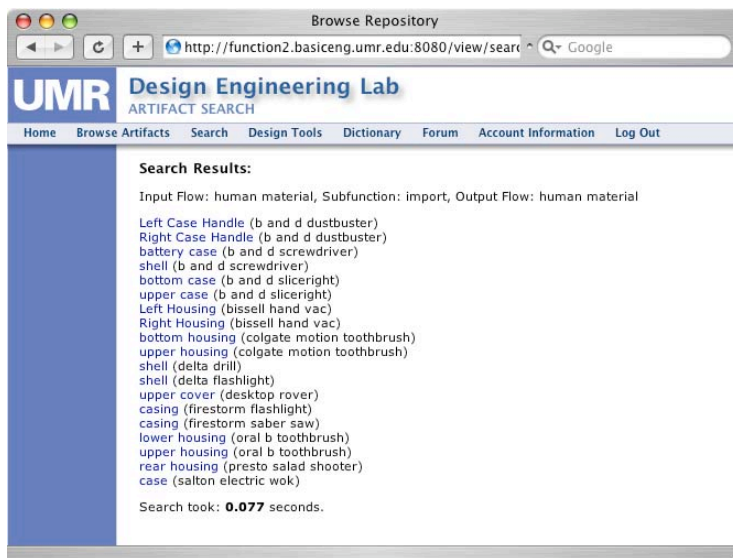 Browse Repository
http://function2.basiceng.umr.edu:8080/view/searc
Google
UMR
Design Engineering Lab
ARTIFACT SEARCH
Home Browse Artifacts Search Design Tools Dictionary Forum Account Information Log Out
Search Results:
Input Flow: human material, Subfunction: import, Output Flow: human material
Left Case Handle (b and d dustbuster)
Right Case Handle (b and d dustbuster)
battery case (b and d screwdriver)
shell (b and d screwdriver)
bottom case (b and d sliceright)
upper case (b and d sliceright)
Left Housing (bissell hand vac)
Right Housing (bissell hand vac)
bottom housing (colgate motion toothbrush)
upper housing (colgate motion toothbrush)
shell (delta drill)
shell (delta flashlight)
upper cover (desktop rover)
casing (firestorm flashlight)
casing (firestorm saber saw)
lower housing (oral b toothbrush)
upper housing (oral b toothbrush)
rear housing (presto salad shooter)
case (salton electric wok)
Search took: 0.077 seconds.